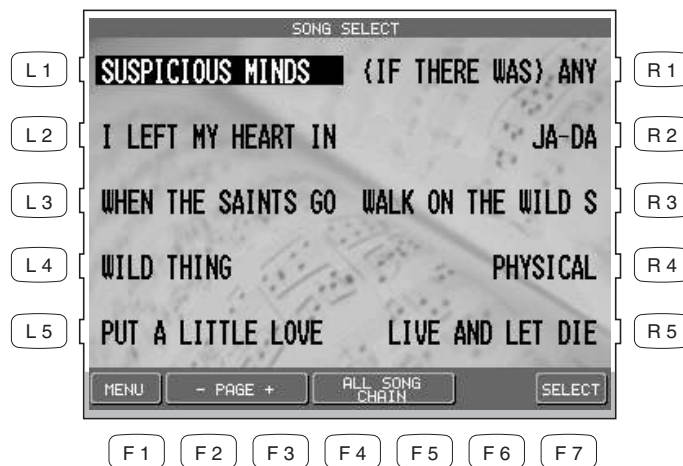 SONG SELECT
L1 SUSPICIOUS MINDS (IF THERE WAS) ANY R1
L2 I LEFT MY HEART IN JA-DA R2
L3 WHEN THE SAINTS GO WALK ON THE WILD S R3
L4 WILD THING PHYSICAL R4
L5 PUT A LITTLE LOVE LIVE AND LET DIE R5
MENU - PAGE + ALL SONG CHAIN SELECT
F1 F2 F3 F4 F5 F6 F7